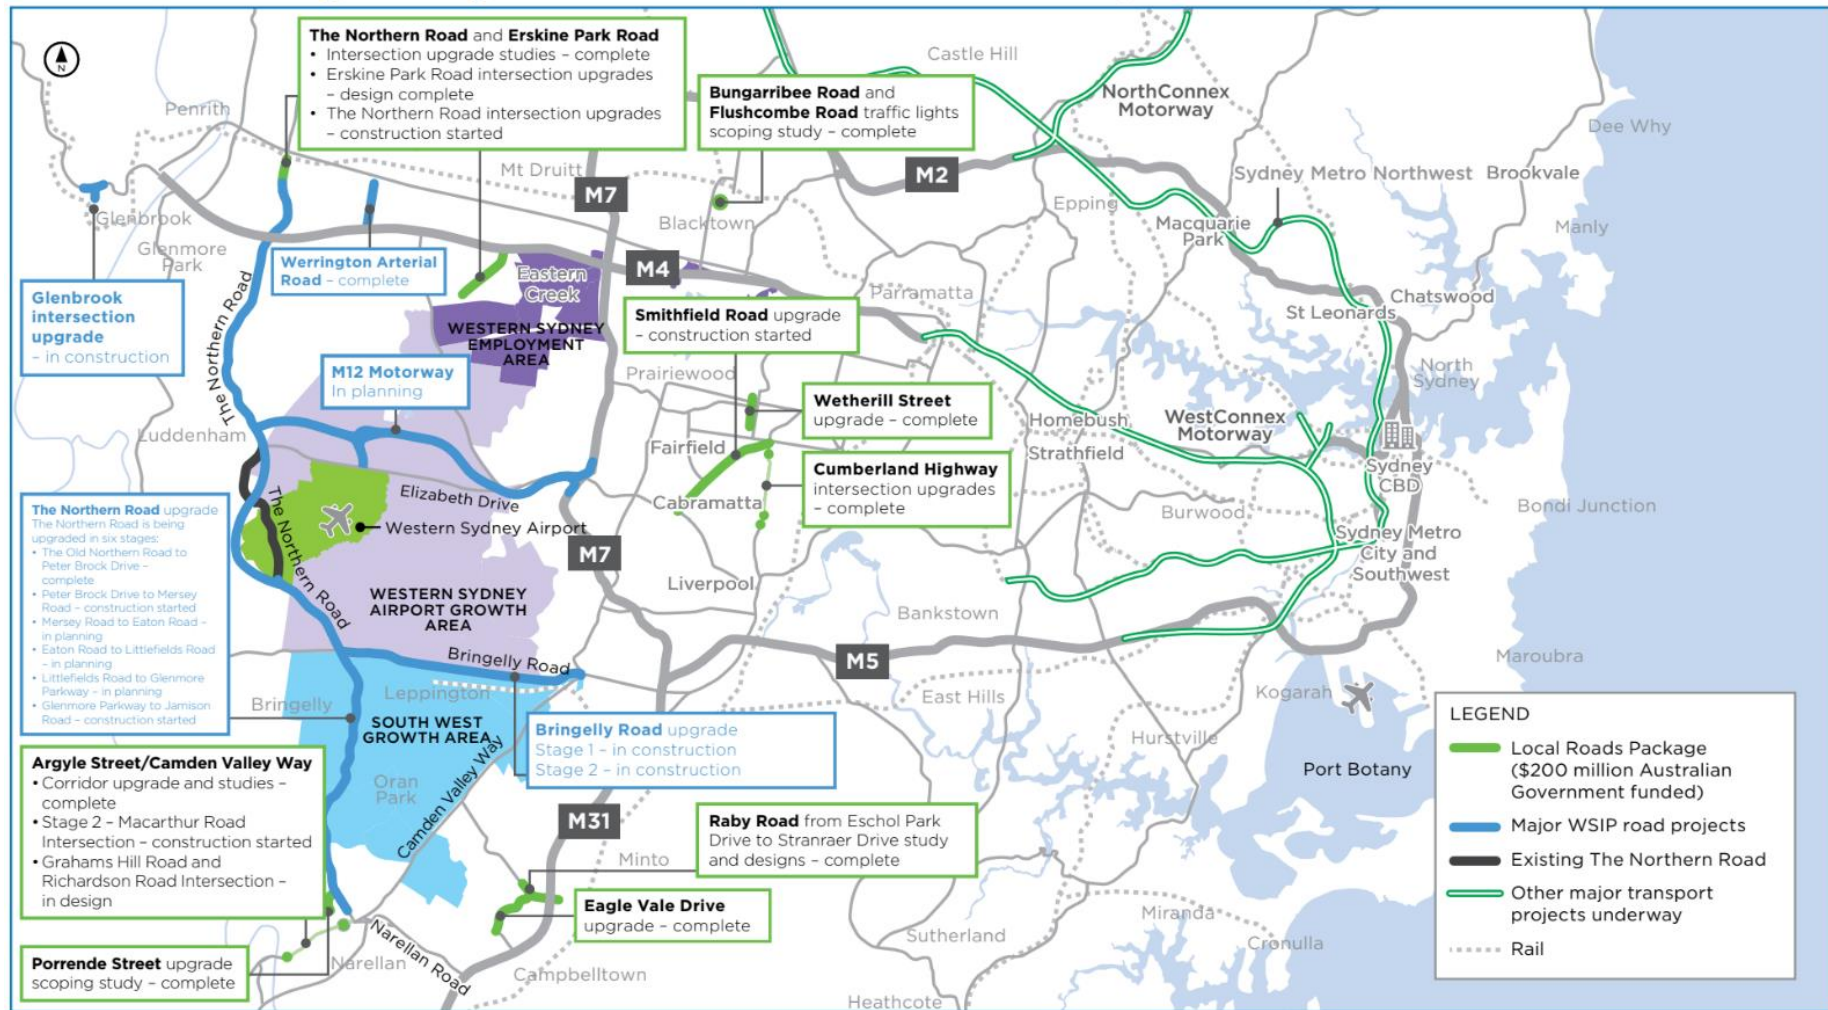 N
The Northern Road and Erskine Park Road
• Intersection upgrade studies – complete
• Erskine Park Road intersection upgrades
– design complete
• The Northern Road intersection upgrades
– construction started
Castle Hill
NorthConnex
Motorway
Bungarribee Road and
Flushcombe Road traffic lights
scoping study – complete
Penrith
Dee Why
Mt Druitt
M7
M2
Sydney Metro Northwest
Brookvale
Glenbrook
Blacktown
Epping
Macquarie
Park
Manly
Glenmore
Park
Werrington Arterial
Road – complete
Eastern
Creek
M4
Parramatta
Chatswood
St Leonards
Glenbrook
intersection
upgrade
– in construction
The Northern Road
WESTERN SYDNEY
EMPLOYMENT
AREA
Smithfield Road upgrade
– construction started
M12 Motorway
In planning
Prairiewood
North
Sydney
Wetherill Street
upgrade – complete
Homebush
WestConnex
Motorway
Luddenham
Fairfield
Strathfield
Cumberland Highway
intersection upgrades
– complete
Sydney
CBD
Elizabeth Drive
Cabramatta
Bondi Junction
The Northern Road
Western Sydney Airport
Burwood
The Northern Road upgrade
The Northern Road is being
upgraded in six stages:
• The Old Northern Road to
Peter Brock Drive –
complete
• Peter Brock Drive to Mersey
Road – construction started
• Mersey Road to Eaton Road –
in planning
• Eaton Road to Littlefields Road
– in planning
• Littlefields Road to Glenmore
Parkway – in planning
• Glenmore Parkway to Jamison
Road – construction started
M7
Sydney Metro
City and
Southwest
Liverpool
WESTERN SYDNEY
AIRPORT GROWTH
AREA
The Northern Road
Bankstown
Bringelly Road
M5
Maroubra
Leppington
East Hills
Kogarah
Bringelly
SOUTH WEST
GROWTH AREA
Bringelly Road upgrade
Stage 1 – in construction
Stage 2 – in construction
Hurstville
Port Botany
Camden Valley Way
Argyle Street/Camden Valley Way
• Corridor upgrade and studies –
complete
• Stage 2 – Macarthur Road
Intersection – construction started
• Grahams Hill Road and
Richardson Road Intersection –
in design
Oran
Park
M31
Raby Road from Eschol Park
Drive to Stranraer Drive study
and designs – complete
Minto
Eagle Vale Drive
upgrade – complete
Miranda
Sutherland
Cronulla
Narellan Road
Porrende Street upgrade
scoping study – complete
Narellan
Campbelltown
Heathcote
LEGEND
Local Roads Package
($200 million Australian
Government funded)
Major WSIP road projects
Existing The Northern Road
Other major transport
projects underway
Rail